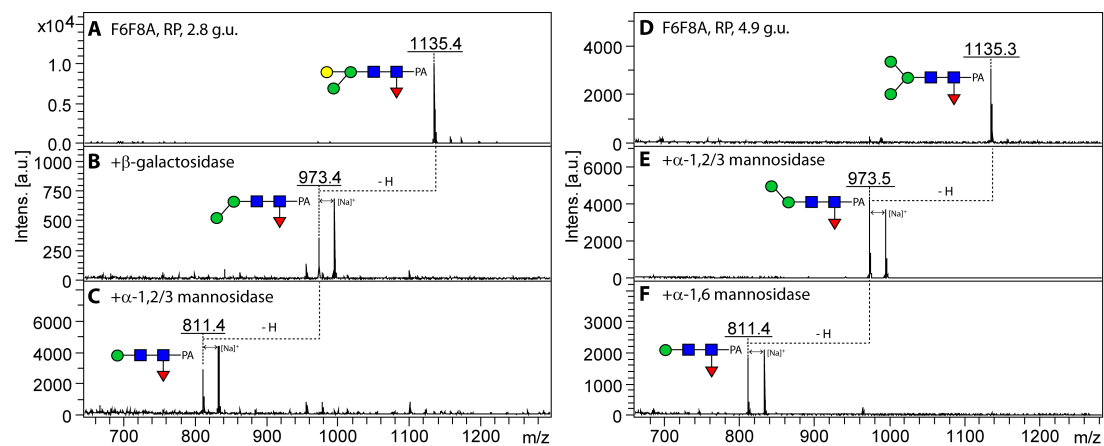 x10⁴
A F6F8A, RP, 2.8 g.u.
1135.4
PA
1.0
0.5
0.0
B +β-galactosidase
1000
973.4
- H
750
PA
[Na]⁺
500
250
0
C +α-1,2/3 mannosidase
6000
811.4
- H
PA
[Na]⁺
4000
2000
0
Intens. [a.u.]
700 800 900 1000 1100 1200 m/z
D F6F8A, RP, 4.9 g.u.
4000
1135.3
PA
2000
0
E +α-1,2/3 mannosidase
6000
973.5
- H
PA
[Na]⁺
4000
2000
0
F +α-1,6 mannosidase
3000
811.4
- H
PA
[Na]⁺
2000
1000
0
Intens. [a.u.]
700 800 900 1000 1100 1200 m/z